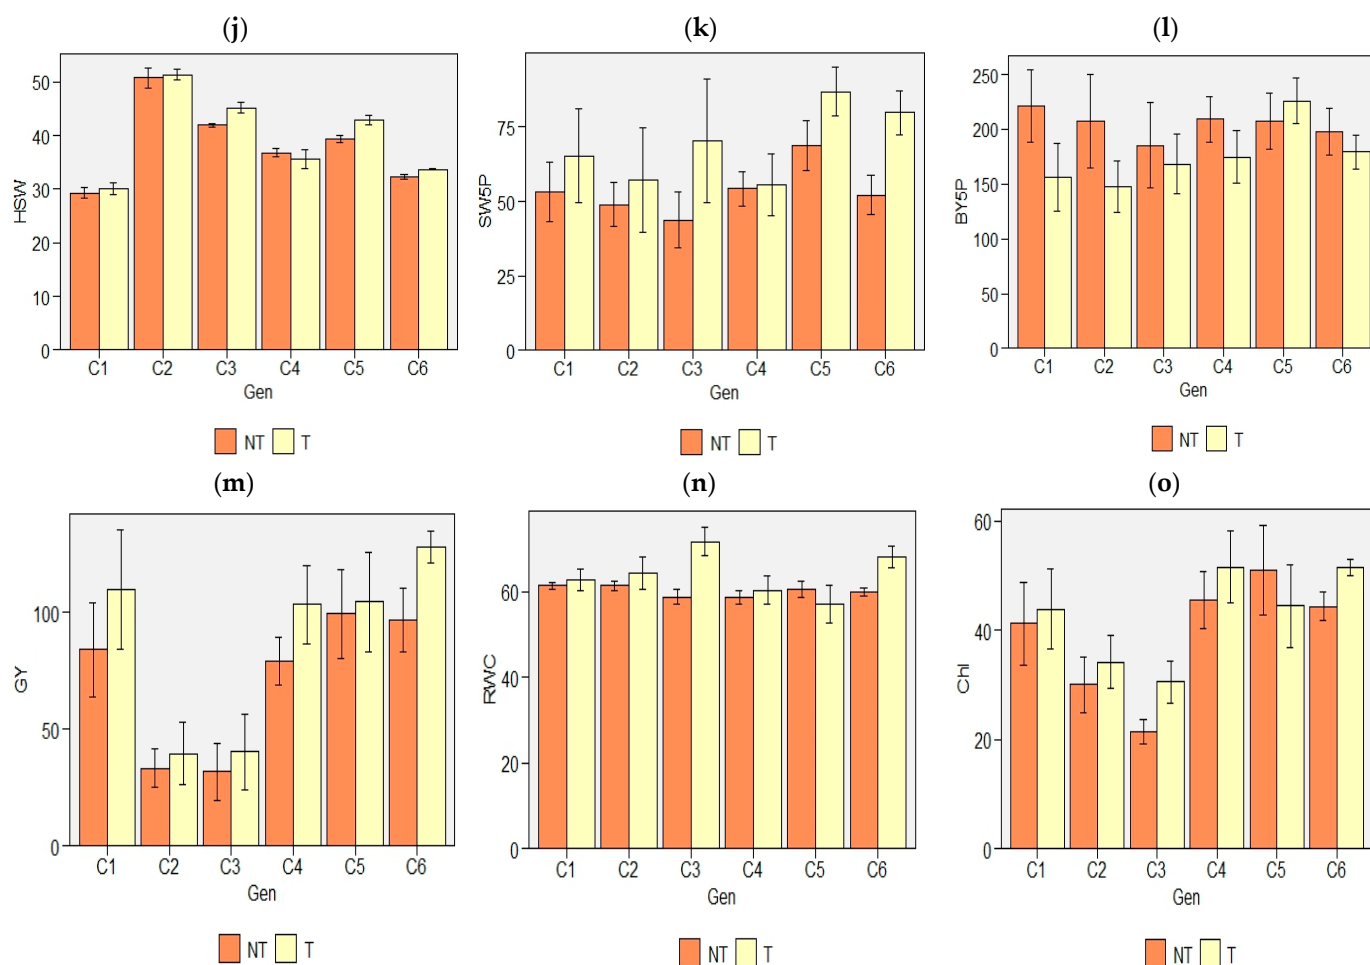 (j)
50
40
30
20
10
0
HSW
C1 C2 C3 C4 C5 C6
Gen
NT T
(k)
75
50
25
0
SW5P
C1 C2 C3 C4 C5 C6
Gen
NT T
(l)
250
200
150
100
50
0
BY5P
C1 C2 C3 C4 C5 C6
Gen
NT T
(m)
100
50
0
GY
C1 C2 C3 C4 C5 C6
Gen
NT T
(n)
60
40
20
0
RWC
C1 C2 C3 C4 C5 C6
Gen
NT T
(o)
60
40
20
0
Chl
C1 C2 C3 C4 C5 C6
Gen
NT T